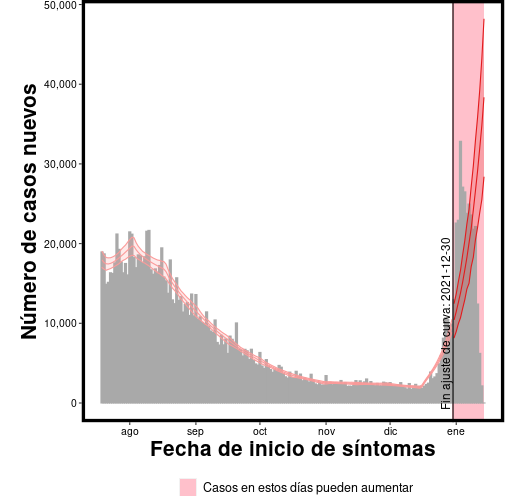 50,000
40,000
30,000
20,000
10,000
0
Número de casos nuevos
Fin ajuste de curva: 2021-12-30
ago sep oct nov dic ene
Fecha de inicio de síntomas
Casos en estos días pueden aumentar